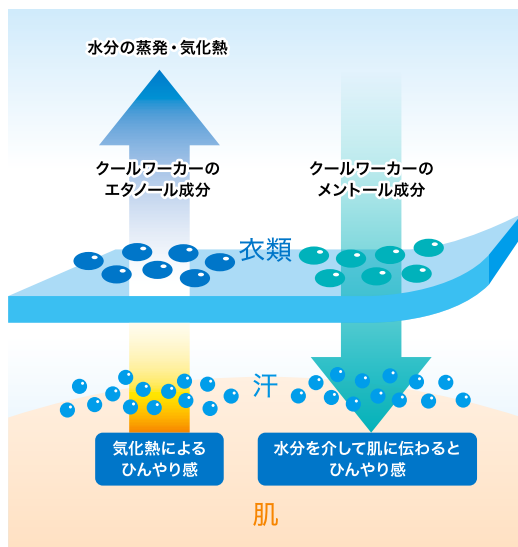 水分の蒸発・気化熱
クールワーカーの
エタノール成分
クールワーカーの
メントール成分
衣類
汗
気化熱による
ひんやり感
水分を介して肌に伝わると
ひんやり感
肌